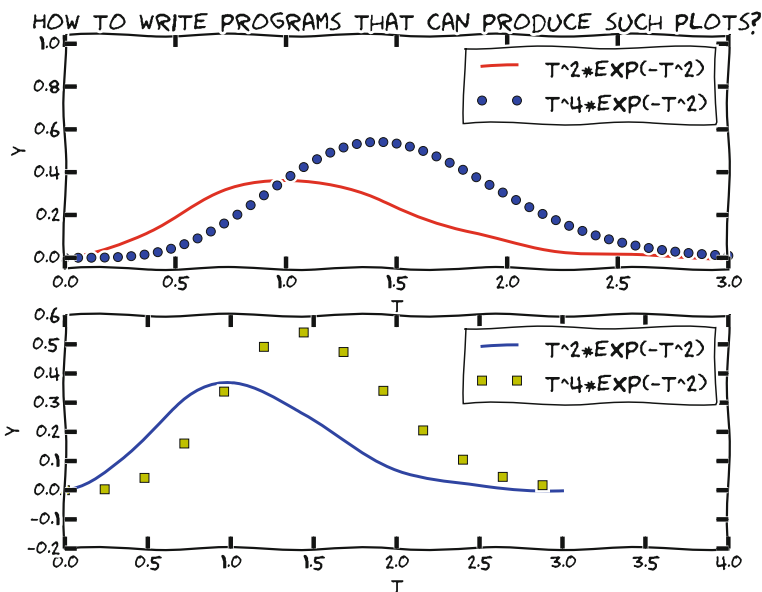 HOW TO WRITE PROGRAMS THAT CAN PRODUCE SUCH PLOTS?
1.0
0.8
0.6
0.4
0.2
0.0
Y
T^2*EXP(-T^2)
T^4*EXP(-T^2)
0.0 0.5 1.0 1.5 2.0 2.5 3.0
T
0.6
0.5
0.4
0.3
0.2
0.1
0.0
-0.1
-0.2
Y
T^2*EXP(-T^2)
T^4*EXP(-T^2)
0.0 0.5 1.0 1.5 2.0 2.5 3.0 3.5 4.0
T